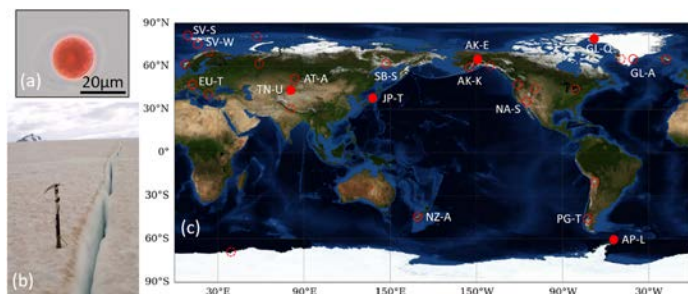 (a)
20μm
(b)
(c)
90°N
60°N
30°N
0°
30°S
60°S
90°S
30°E
90°E
150°E
150°W
90°W
30°W
SV-S
SV-W
EU-T
TN-U
AT-A
SB-S
JP-T
AK-E
AK-K
NA-S
GL-Q
GL-A
NZ-A
PG-T
AP-L